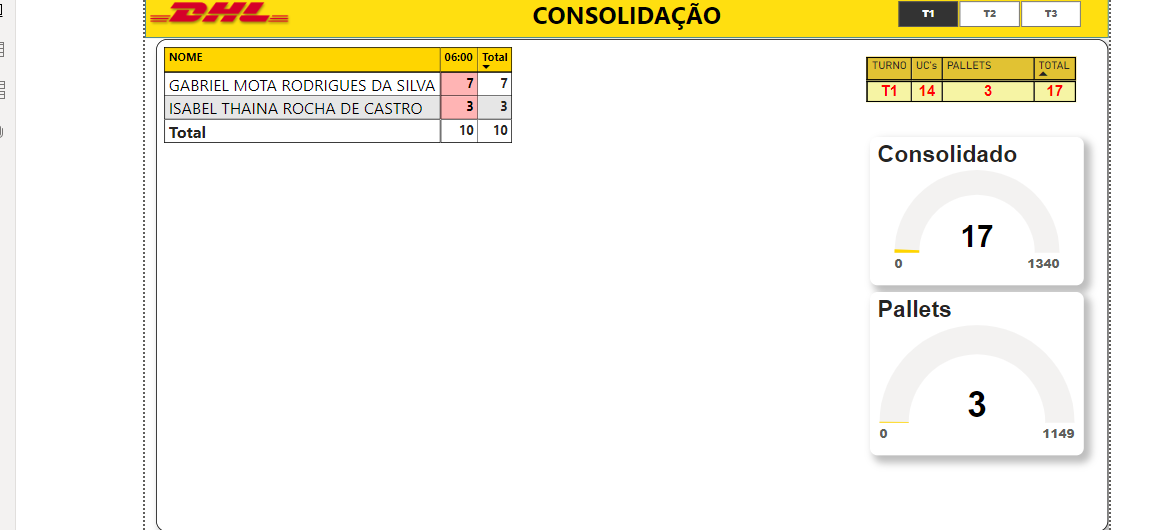 DHL
CONSOLIDAÇÃO
T1 T2 T3
NOME 06:00 Total
GABRIEL MOTA RODRIGUES DA SILVA 7 7
ISABEL THAINA ROCHA DE CASTRO 3 3
Total 10 10
TURNO UC's PALLETS TOTAL
T1 14 3 17
Consolidado
17
0 1340
Pallets
3
0 1149